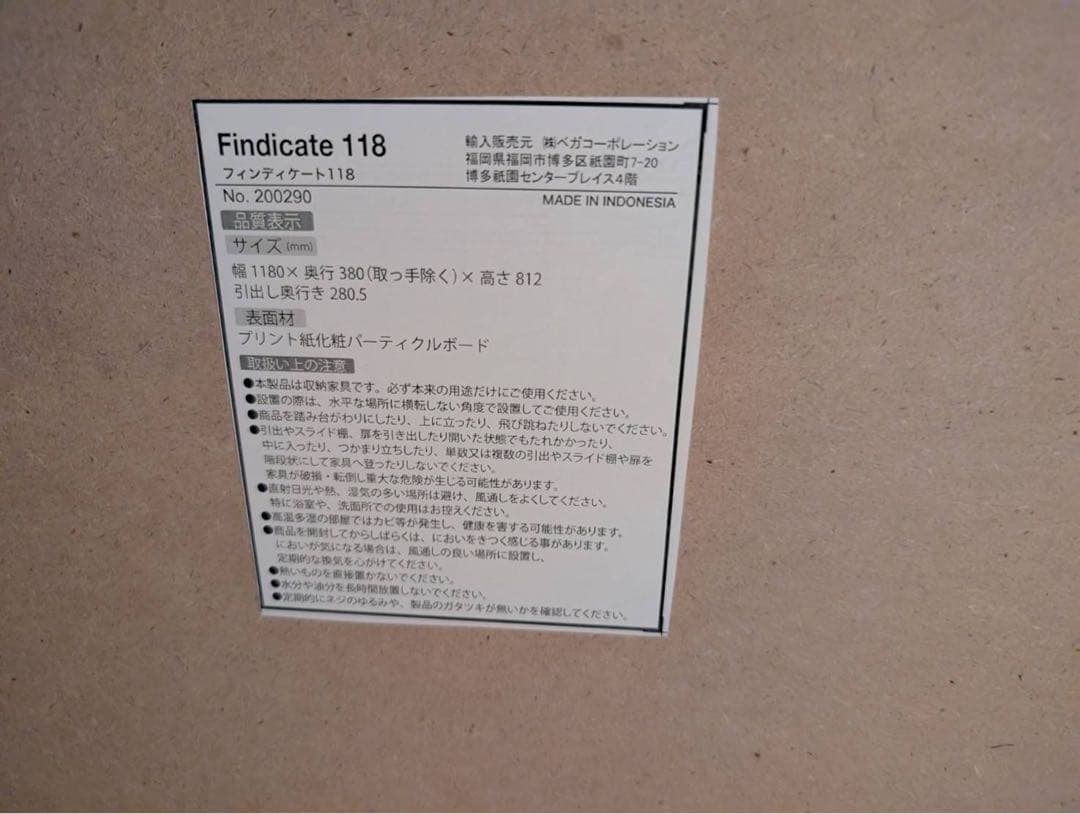 Findicate 118
フィンディケート118
輸入販売元 ㈱ベガコーポレーション
福岡県福岡市博多区祇園町7-20
博多祇園センタープレイス4階
No. 200290
MADE IN INDONESIA
品質表示
サイズ(mm)
幅 1180× 奥行 380(取っ手除く)× 高さ 812
引出し奥行き 280.5
表面材
プリント紙化粧パーティクルボード
取扱い上の注意
●本製品は収納家具です。必ず本来の用途だけにご使用ください。
●設置の際は、水平な場所に横転しない角度で設置してご使用ください。
●商品を踏み台がわりにしたり、上に立ったり、飛び跳ねたりしないでください。
●引出やスライド棚、扉を引き出したり開いた状態でもたれかかったり、
中に入ったり、つかまり立ちしたり、単数又は複数の引出やスライド棚や扉を
階段状にして家具へ登ったりしないでください。
家具が破損・転倒し重大な危険が生じる可能性があります。
●直射日光や熱、湿気の多い場所は避け、風通しをよくしてください。
特に浴室や、洗面所での使用はお控えください。
●高温多湿の部屋ではカビ等が発生し、健康を害する可能性があります。
●商品を開封してからしばらくは、においをきつく感じる事があります。
においが気になる場合は、風通しの良い場所に設置し、
定期的な換気を心がけてください。
●熱いものを直接置かないでください。
●水分や油分を長時間放置しないでください。
●定期的にネジのゆるみや、製品のガタツキが無いかを確認してください。